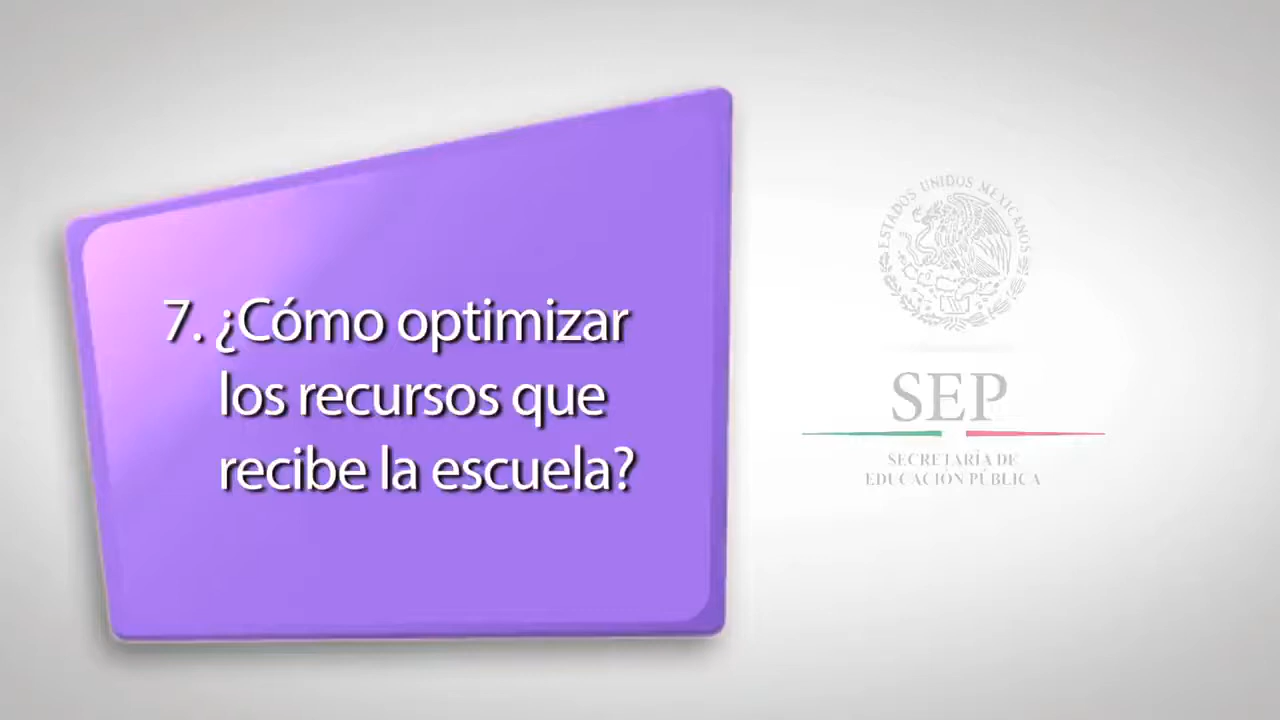 7. ¿Cómo optimizar
los recursos que
recibe la escuela?
ESTADOS UNIDOS MEXICANOS
SEP
SECRETARÍA DE
EDUCACIÓN PÚBLICA